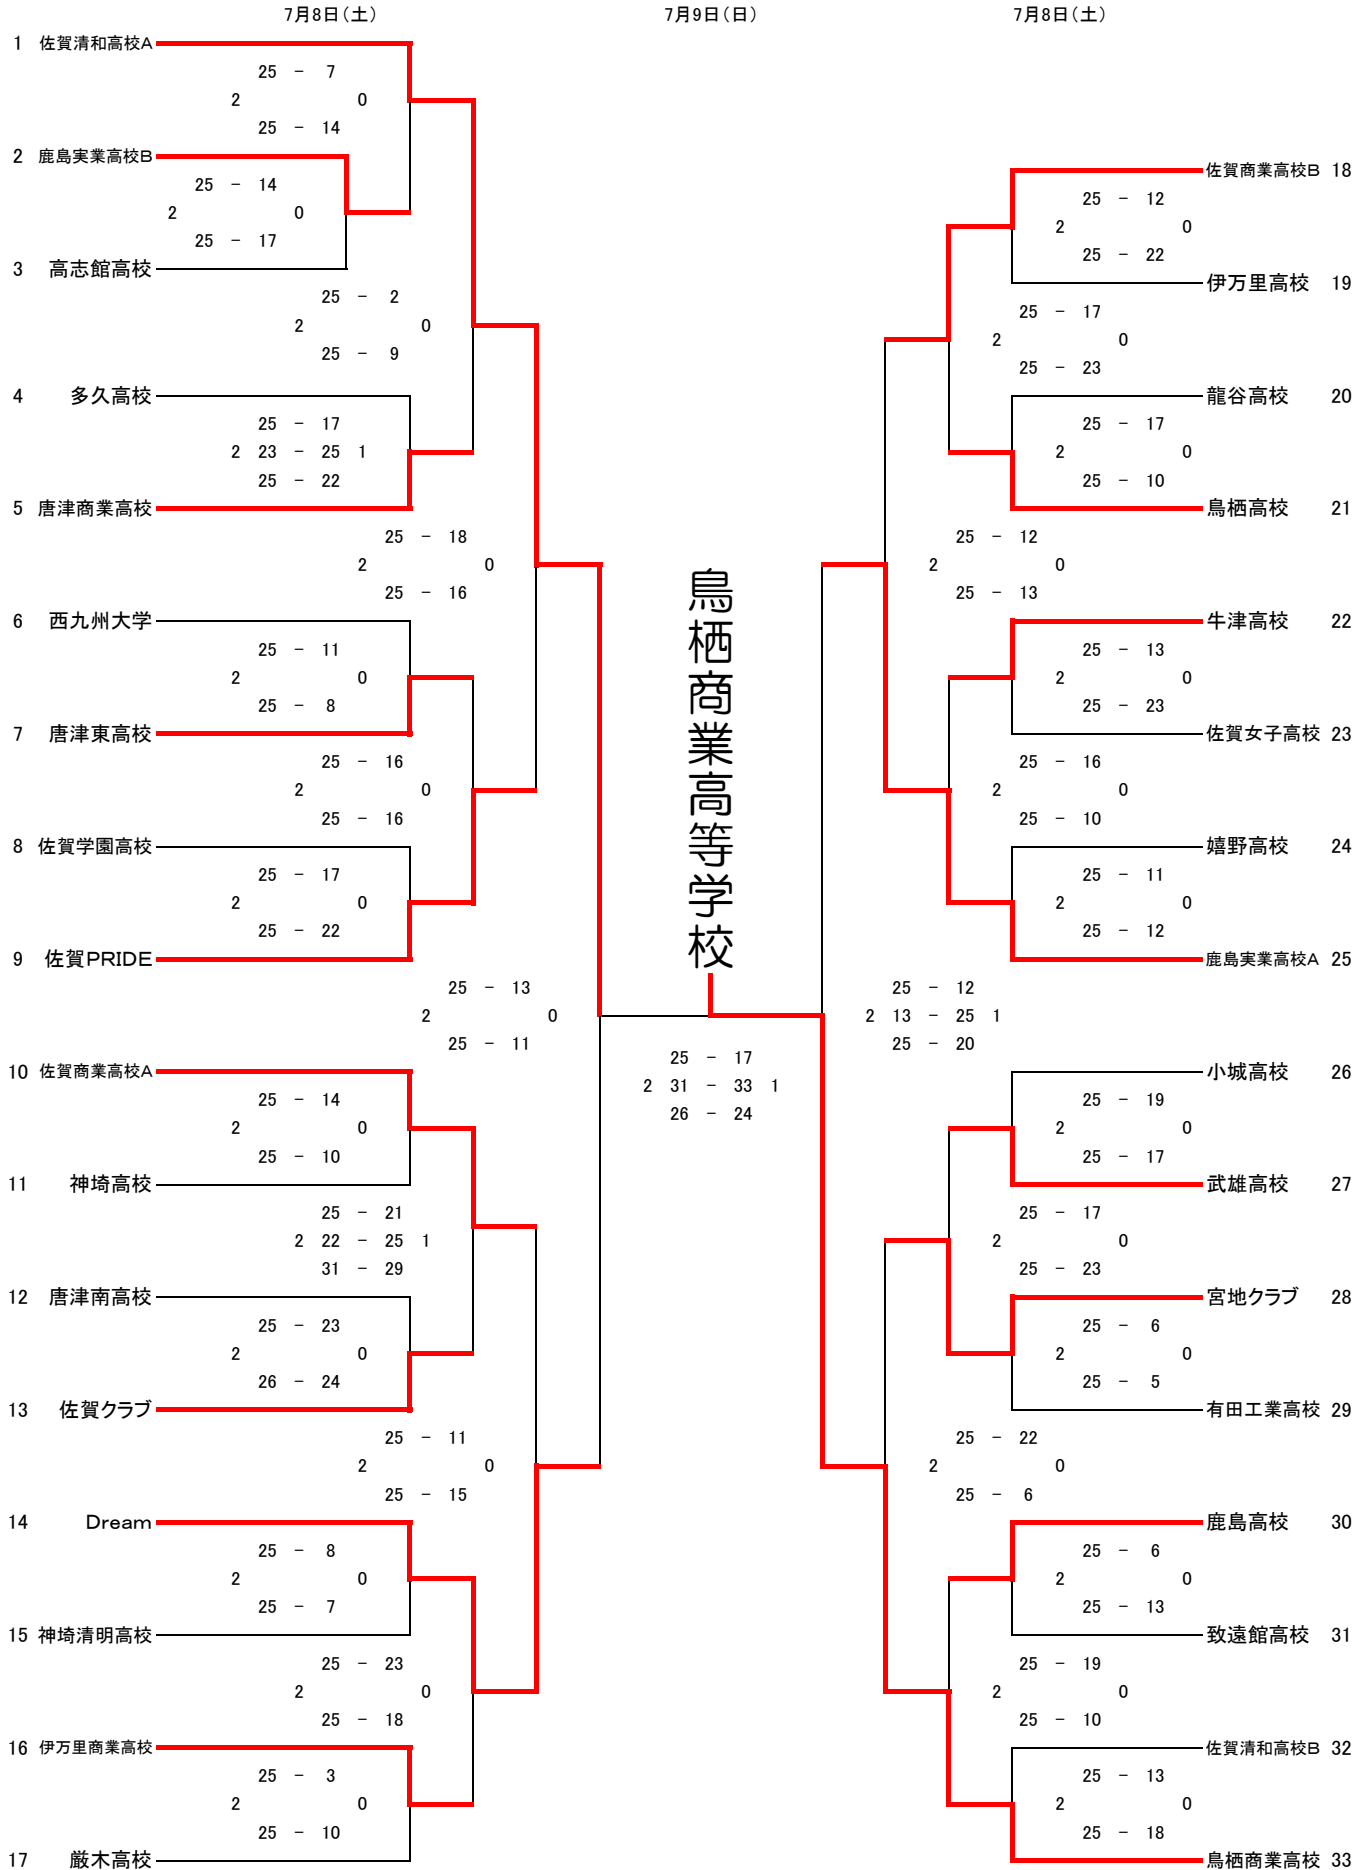 7月8日(土) 7月9日(日) 7月8日(土)
1 佐賀清和高校A
25 - 7
2 0
25 - 14
2 鹿島実業高校B
25 - 14
2 0
25 - 17
3 高志館高校
25 - 2
2 0
25 - 9
4 多久高校
25 - 17
2 23 - 25 1
25 - 22
5 唐津商業高校
25 - 18
2 0
25 - 16
6 西九州大学
25 - 11
2 0
25 - 8
7 唐津東高校
25 - 16
2 0
25 - 16
8 佐賀学園高校
25 - 17
2 0
25 - 22
9 佐賀PRIDE
25 - 13
2 0
25 - 11
10 佐賀商業高校A
25 - 14
2 0
25 - 10
11 神埼高校
25 - 21
2 22 - 25 1
31 - 29
12 唐津南高校
25 - 23
2 0
26 - 24
13 佐賀クラブ
25 - 11
2 0
25 - 15
14 Dream
25 - 8
2 0
25 - 7
15 神埼清明高校
25 - 23
2 0
25 - 18
16 伊万里商業高校
25 - 3
2 0
25 - 10
17 厳木高校
鳥栖商業高等学校
25 - 17
2 31 - 33 1
26 - 24
佐賀商業高校B 18
25 - 12
2 0
25 - 22
伊万里高校 19
25 - 17
2 0
25 - 23
龍谷高校 20
25 - 17
2 0
25 - 10
鳥栖高校 21
25 - 12
2 0
25 - 13
牛津高校 22
25 - 13
2 0
25 - 23
佐賀女子高校 23
25 - 16
2 0
25 - 10
嬉野高校 24
25 - 11
2 0
25 - 12
鹿島実業高校A 25
25 - 12
2 13 - 25 1
25 - 20
小城高校 26
25 - 19
2 0
25 - 17
武雄高校 27
25 - 17
2 0
25 - 23
宮地クラブ 28
25 - 6
2 0
25 - 5
有田工業高校 29
25 - 22
2 0
25 - 6
鹿島高校 30
25 - 6
2 0
25 - 13
致遠館高校 31
25 - 19
2 0
25 - 10
佐賀清和高校B 32
25 - 13
2 0
25 - 18
鳥栖商業高校 33